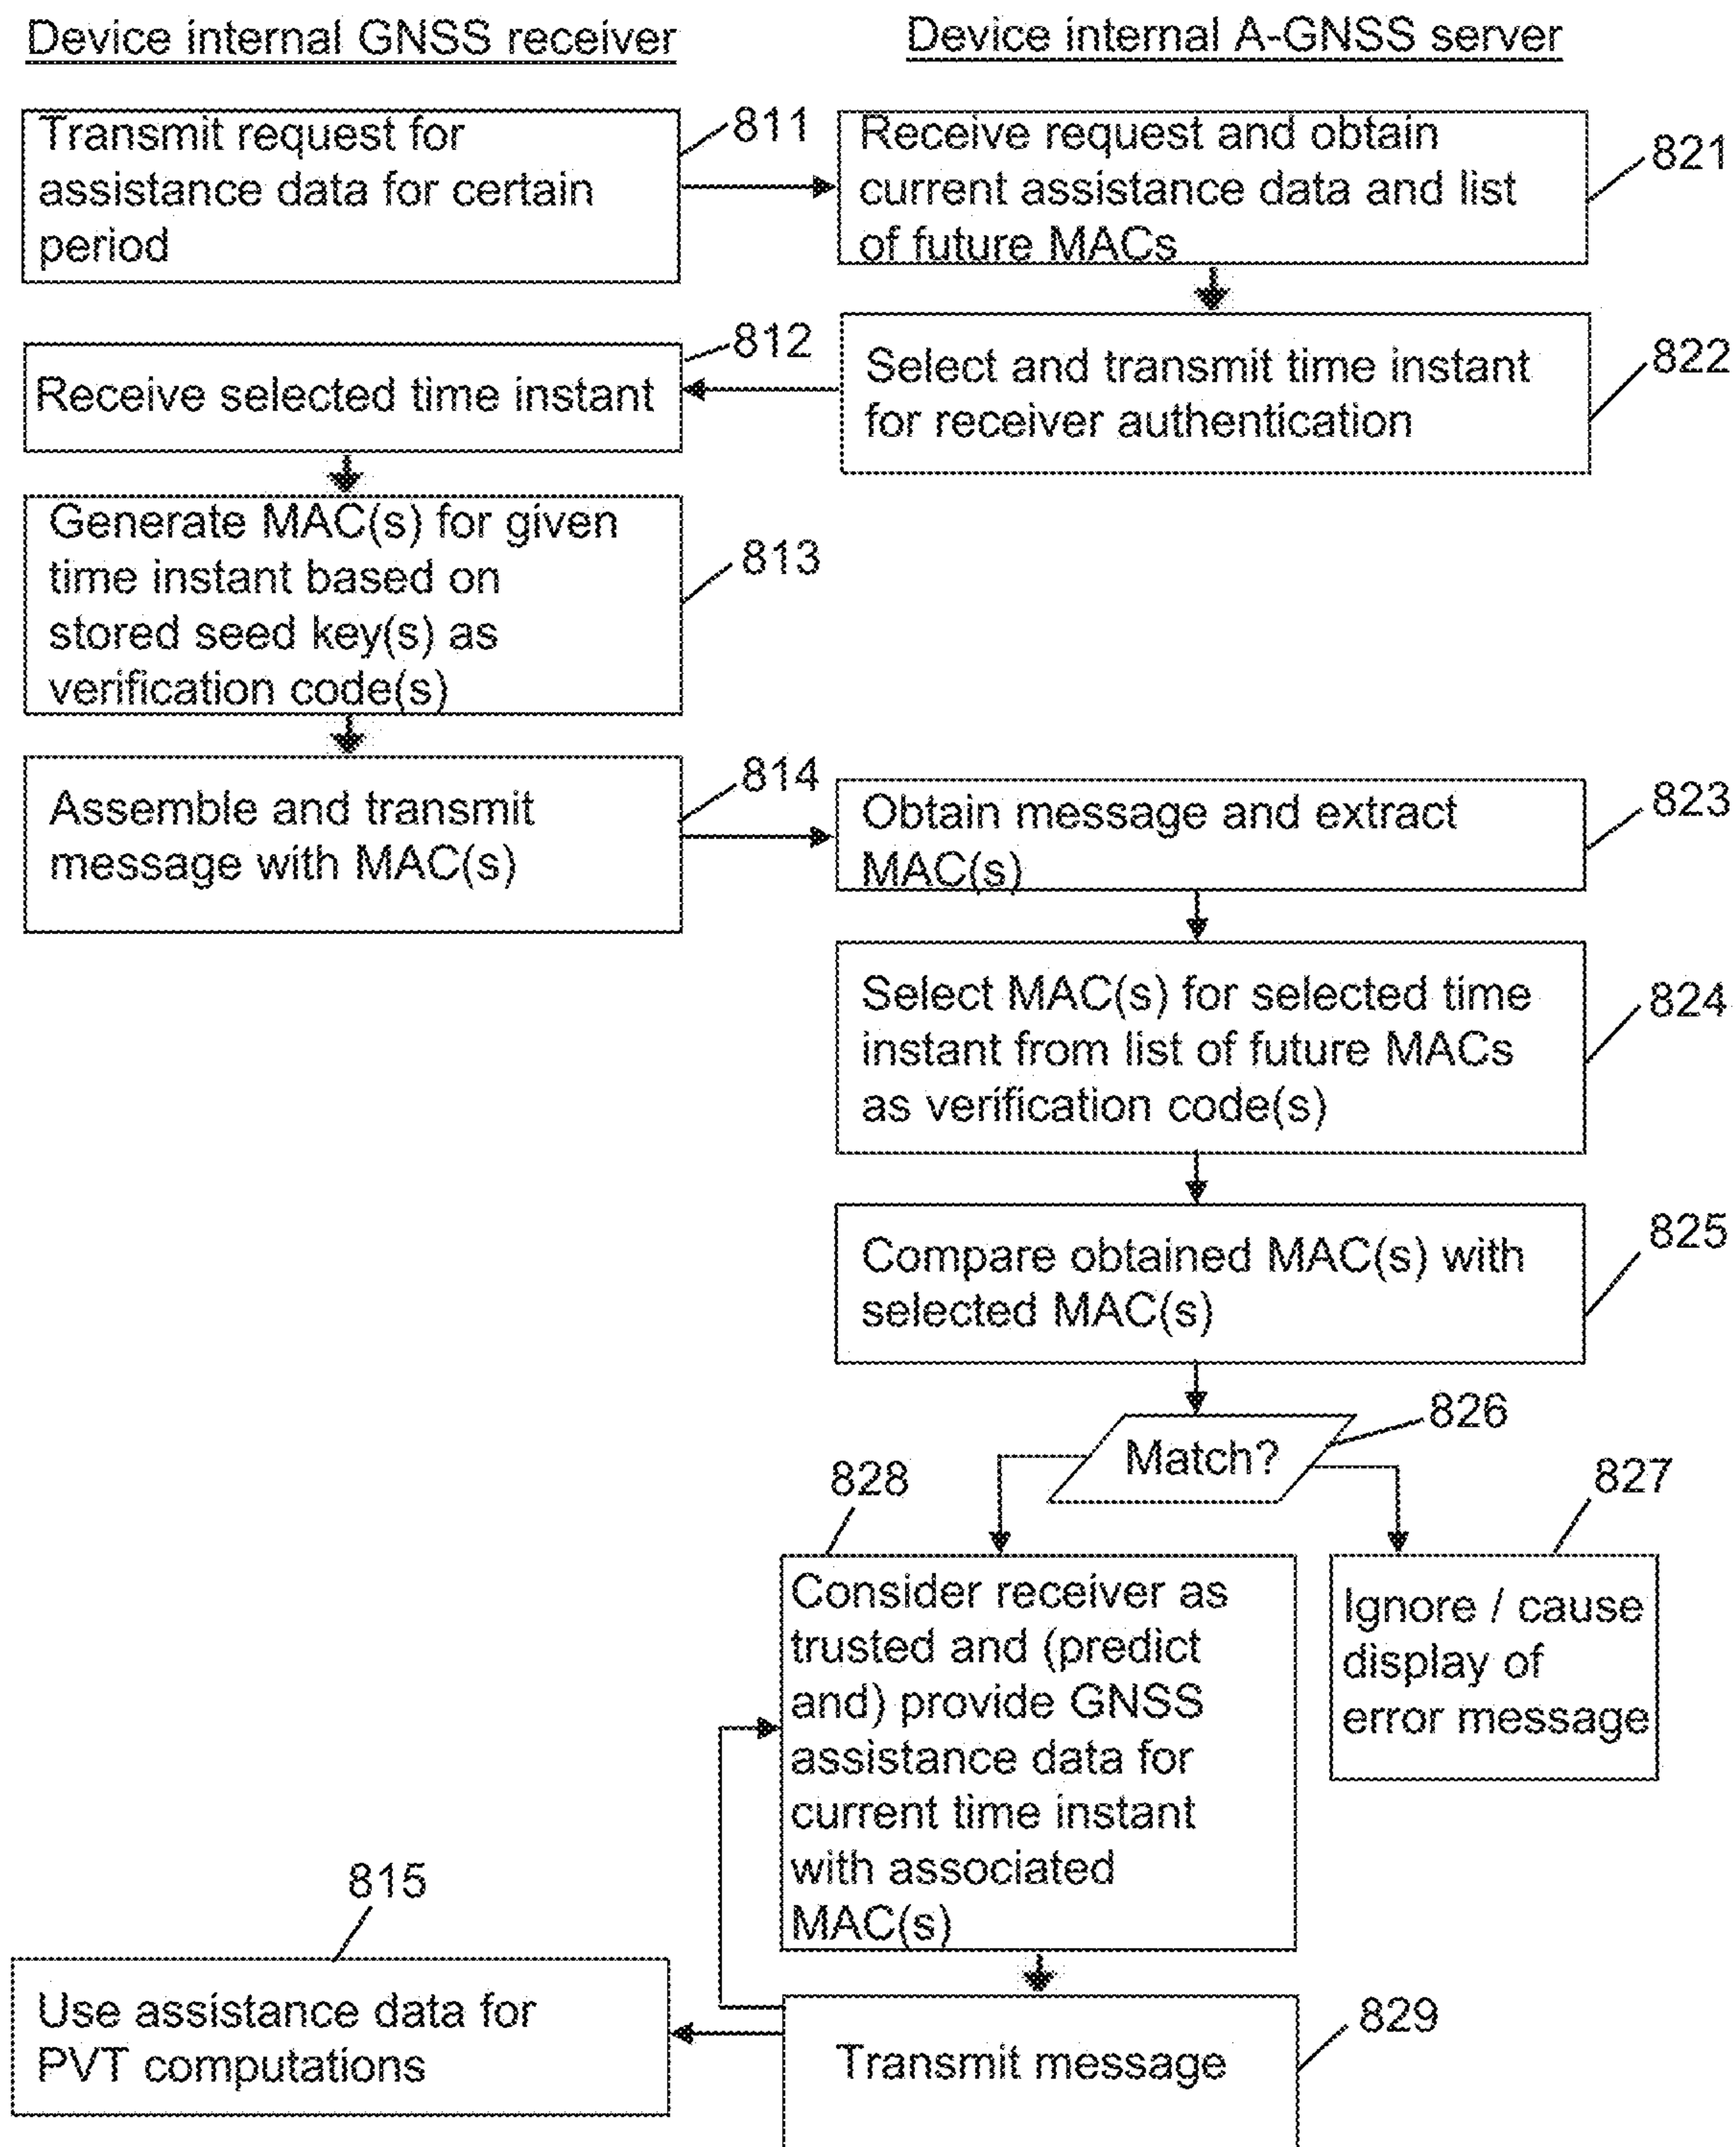 Device internal GNSS receiver
Device internal A-GNSS server
Transmit request for
assistance data for certain
period
811
Receive request and obtain
current assistance data and list
of future MACs
821
812
Receive selected time instant
Select and transmit time instant
for receiver authentication
822
Generate MAC(s) for given
time instant based on
stored seed key(s) as
verification code(s)
813
Assemble and transmit
message with MAC(s)
814
Obtain message and extract
MAC(s)
823
Select MAC(s) for selected time
instant from list of future MACs
as verification code(s)
824
Compare obtained MAC(s) with
selected MAC(s)
825
Match?
826
828
Consider receiver as
trusted and (predict
and) provide GNSS
assistance data for
current time instant
with associated
MAC(s)
827
Ignore / cause
display of
error message
815
Use assistance data for
PVT computations
Transmit message
829